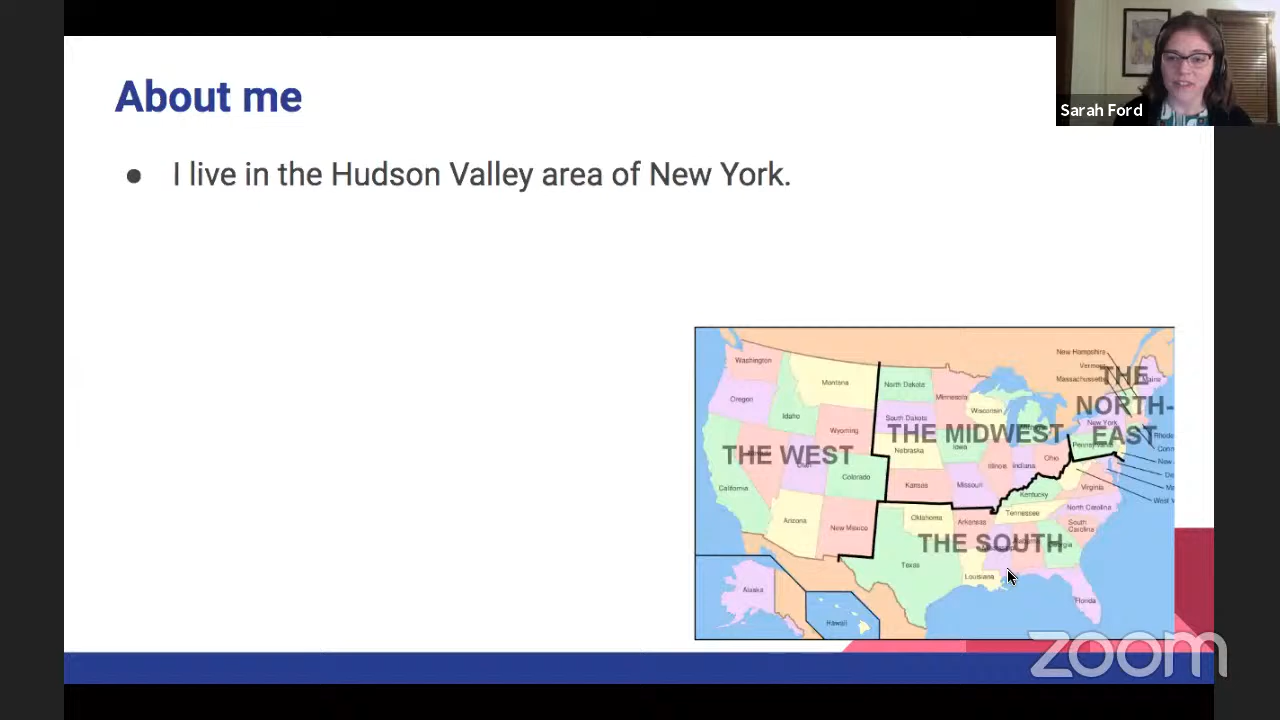 About me
Sarah Ford
● I live in the Hudson Valley area of New York.
New Hampshire
Vermont
Massachusetts
Washington
Montana
North Dakota
Minnesota
THE
Maine
Oregon
Idaho
South Dakota
Wisconsin
NORTH-
New York
Wyoming
THE MIDWEST
EAST
THE WEST
Nebraska
Iowa
Pennsylvania
Ohio
Illinois
Indiana
Colorado
California
Kansas
Missouri
Virginia
Kentucky
Arizona
New Mexico
Oklahoma
Arkansas
Tennessee
North Carolina
South
Carolina
THE SOUTH
Georgia
Texas
Louisiana
Alaska
Florida
Hawaii
zoom